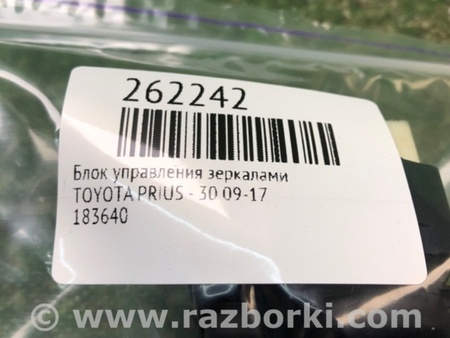 262242
Блок управления зеркалами
TOYOTA PRIUS - 30 09-17
183640
© www.razborki.com